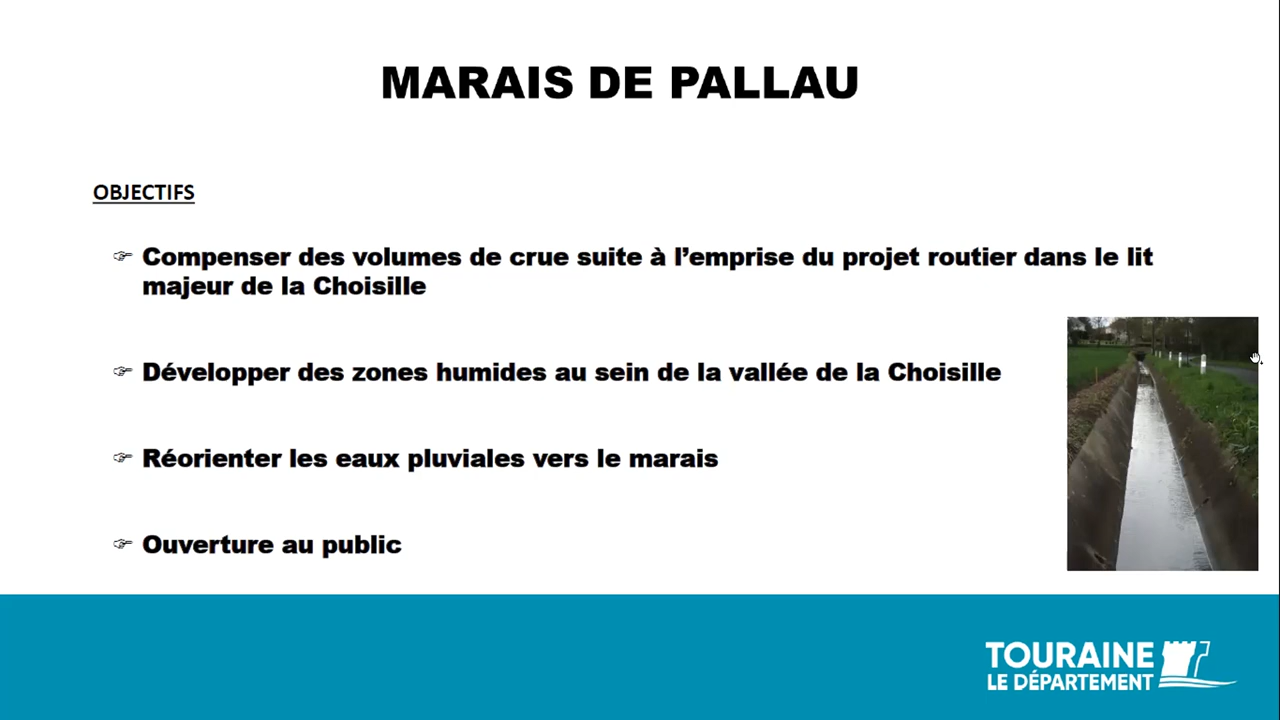 MARAIS DE PALLAU
OBJECTIFS
☞ Compenser des volumes de crue suite à l’emprise du projet routier dans le lit
majeur de la Choisille
☞ Développer des zones humides au sein de la vallée de la Choisille
☞ Réorienter les eaux pluviales vers le marais
☞ Ouverture au public
TOURAINE
LE DÉPARTEMENT